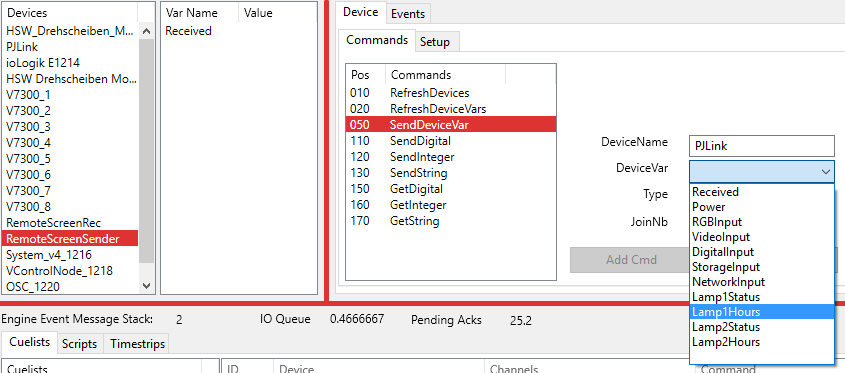 Devices
HSW_Drehscheiben_M...
PJLink
ioLogik E1214
HSW Drehscheiben Mo...
V7300_1
V7300_2
V7300_3
V7300_4
V7300_5
V7300_6
V7300_7
V7300_8
RemoteScreenRec
RemoteScreenSender
System_v4_1216
VControlNode_1218
OSC_1220
Var Name Value
Received
Device Events
Commands Setup
Pos Commands
010 RefreshDevices
020 RefreshDeviceVars
050 SendDeviceVar
110 SendDigital
120 SendInteger
130 SendString
150 GetDigital
160 GetInteger
170 GetString
DeviceName PJLink
DeviceVar
Type
JoinNb
Add Cmd
Received
Power
RGBInput
VideoInput
DigitalInput
StorageInput
NetworkInput
Lamp1Status
Lamp1Hours
Lamp2Status
Lamp2Hours
Engine Event Message Stack: 2 IO Queue 0.4666667 Pending Acks 25.2
Cuelists Scripts Timestrips
Cuelists ID Device Channels Command